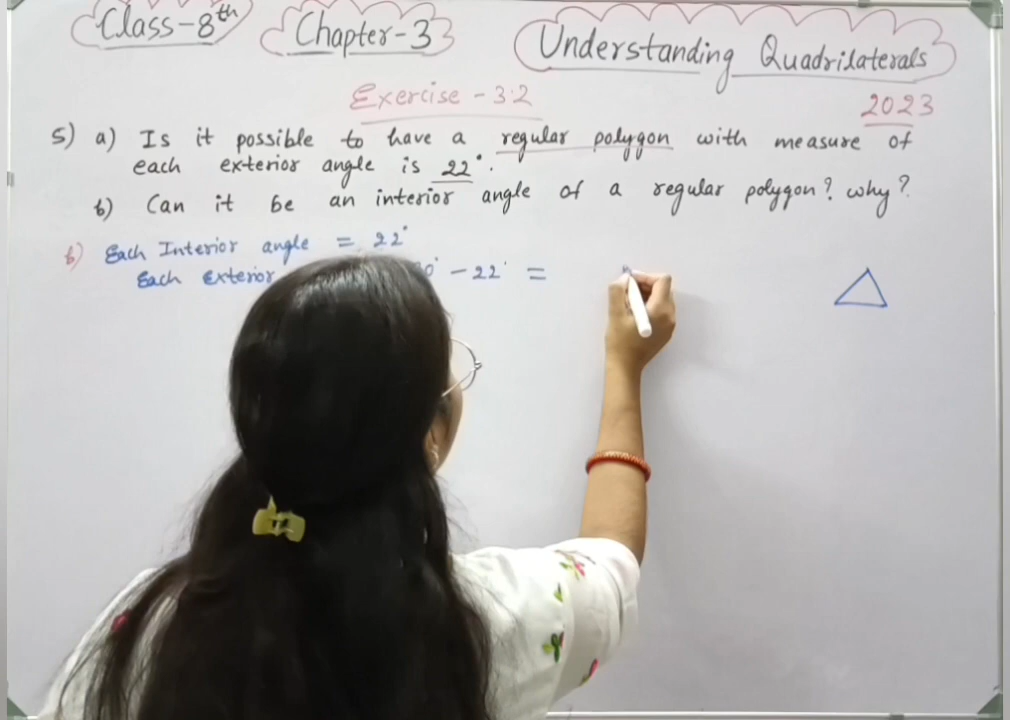 Class-8th Chapter-3 Understanding Quadrilaterals
Exercise - 3.2
2023
5) a) Is it possible to have a regular polygon with measure of
each exterior angle is 22°.
b) Can it be an interior angle of a regular polygon? why?
b) Each Interior angle = 22°
Each Exterior 0° - 22° =